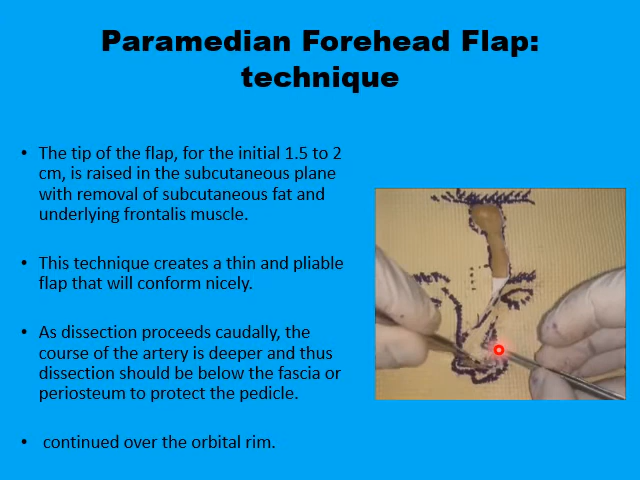 Paramedian Forehead Flap:
technique
• The tip of the flap, for the initial 1.5 to 2
cm, is raised in the subcutaneous plane
with removal of subcutaneous fat and
underlying frontalis muscle.
• This technique creates a thin and pliable
flap that will conform nicely.
• As dissection proceeds caudally, the
course of the artery is deeper and thus
dissection should be below the fascia or
periosteum to protect the pedicle.
• continued over the orbital rim.